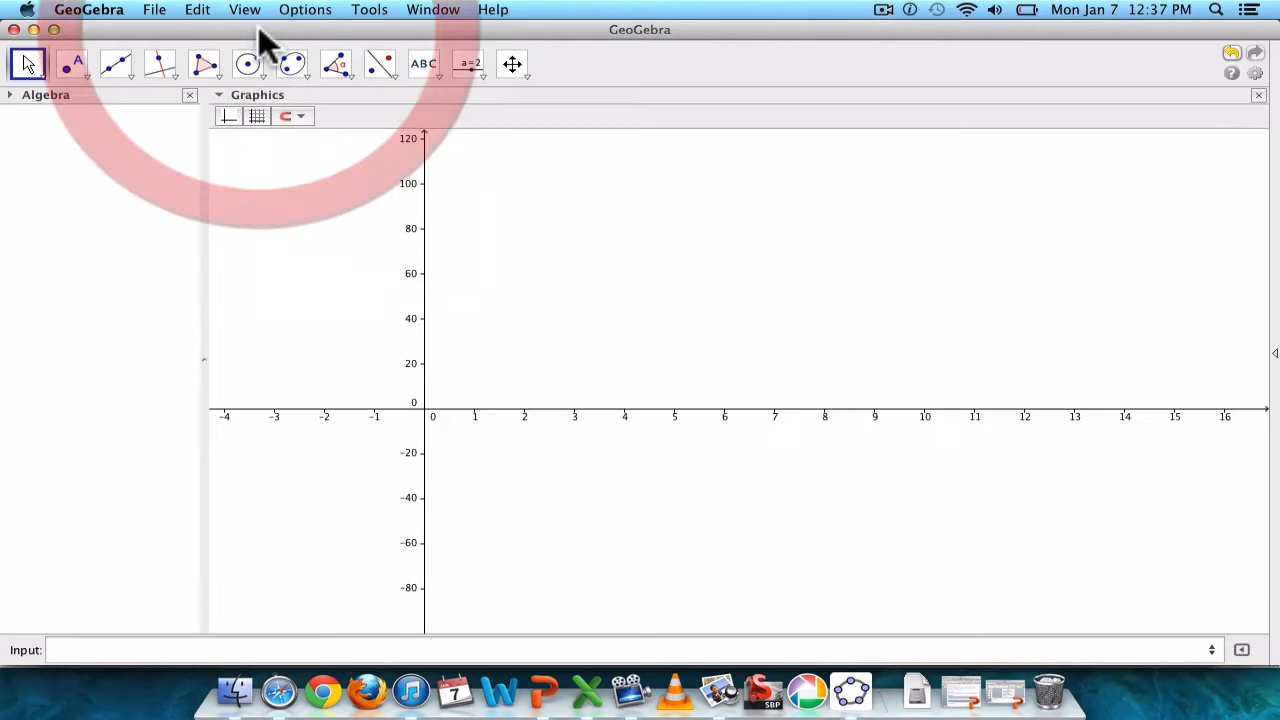 GeoGebra File Edit View Options Tools Window Help Mon Jan 7 12:37 PM
GeoGebra
A α ABC a=2
Algebra Graphics
120
100
80
60
40
20
0
-4 -3 -2 -1 0 1 2 3 4 5 6 7 8 9 10 11 12 13 14 15 16
-20
-40
-60
-80
Input:
7 SBP